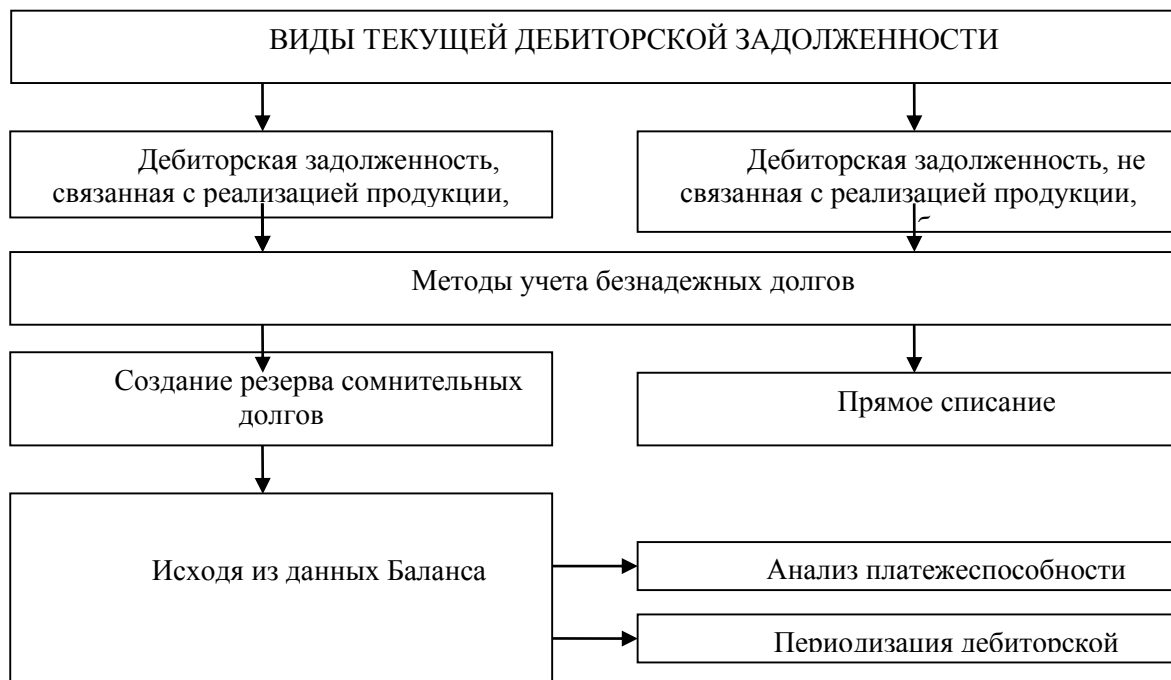 ВИДЫ ТЕКУЩЕЙ ДЕБИТОРСКОЙ ЗАДОЛЖЕННОСТИ
Дебиторская задолженность,
связанная с реализацией продукции,
Дебиторская задолженность, не
связанная с реализацией продукции,
Методы учета безнадежных долгов
Создание резерва сомнительных
долгов
Прямое списание
Исходя из данных Баланса
Анализ платежеспособности
Периодизация дебиторской